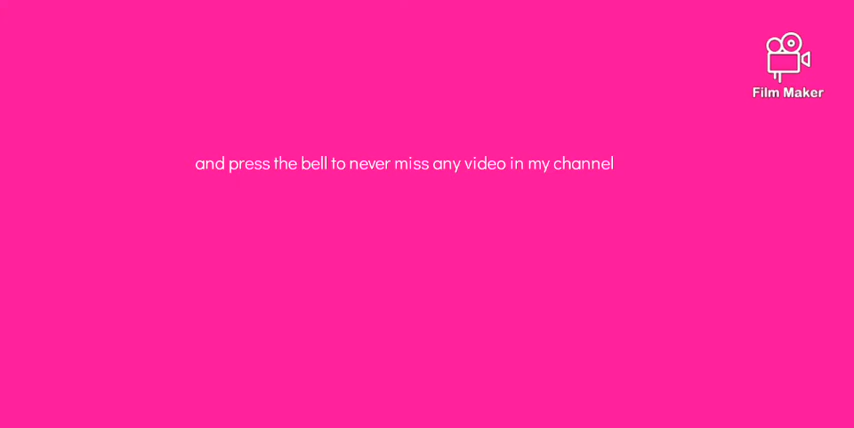 Film Maker
and press the bell to never miss any video in my channel